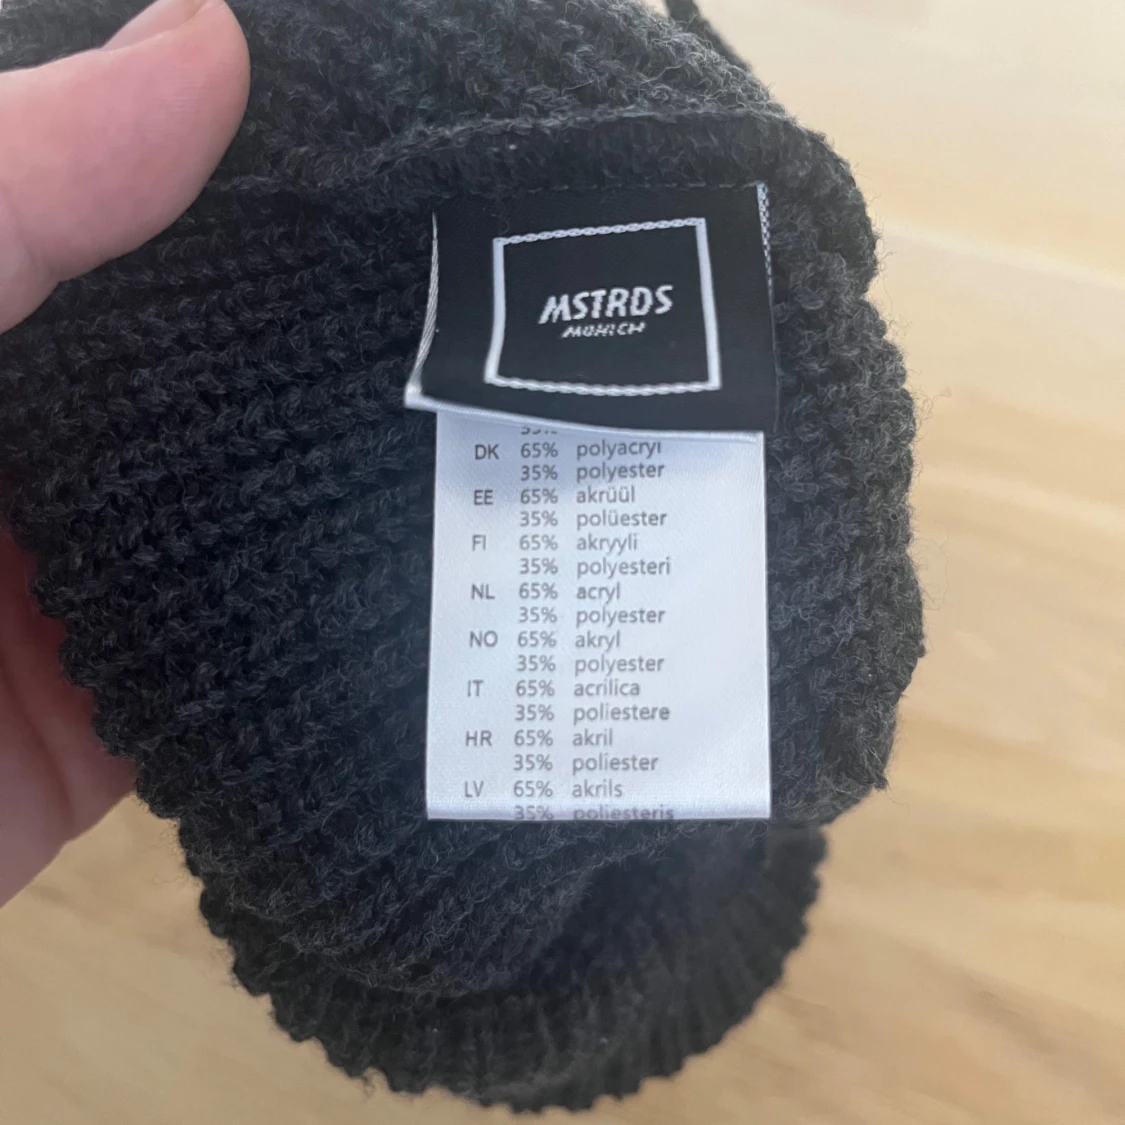 MSTRDS
MUNICH
DK 65% polyacryl
35% polyester
EE 65% akrüül
35% polüester
FI 65% akryyli
35% polyesteri
NL 65% acryl
35% polyester
NO 65% akryl
35% polyester
IT 65% acrilica
35% poliestere
HR 65% akril
35% poliester
LV 65% akrils
35% poliesteris